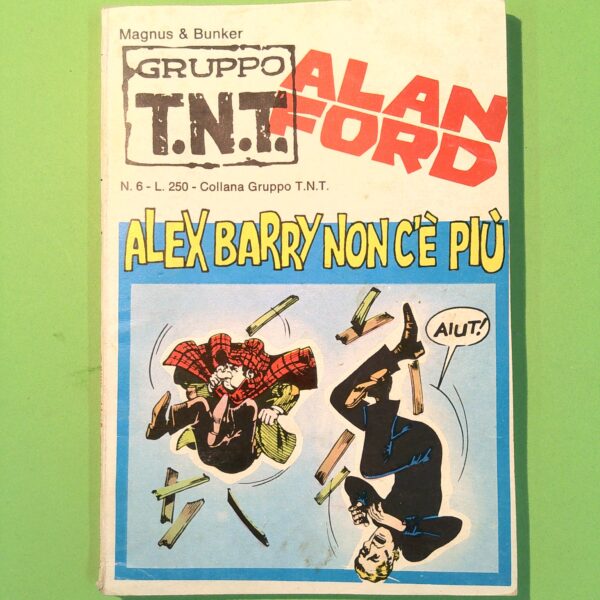 Magnus & Bunker
GRUPPO
T.N.T.
ALAN
FORD
N. 6 - L. 250 - Collana Gruppo T.N.T.
ALEX BARRY NON C'È PIÙ
AIUT!